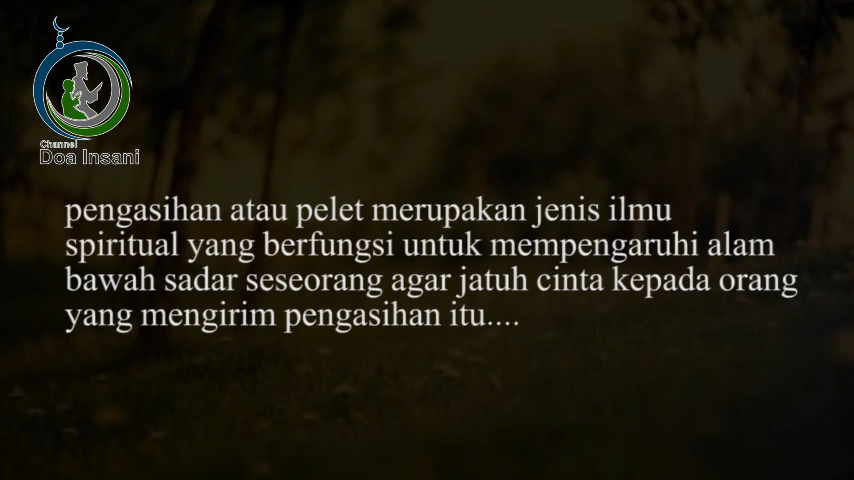 Channel
Doa Insani
pengasihan atau pelet merupakan jenis ilmu
spiritual yang berfungsi untuk mempengaruhi alam
bawah sadar seseorang agar jatuh cinta kepada orang
yang mengirim pengasihan itu....